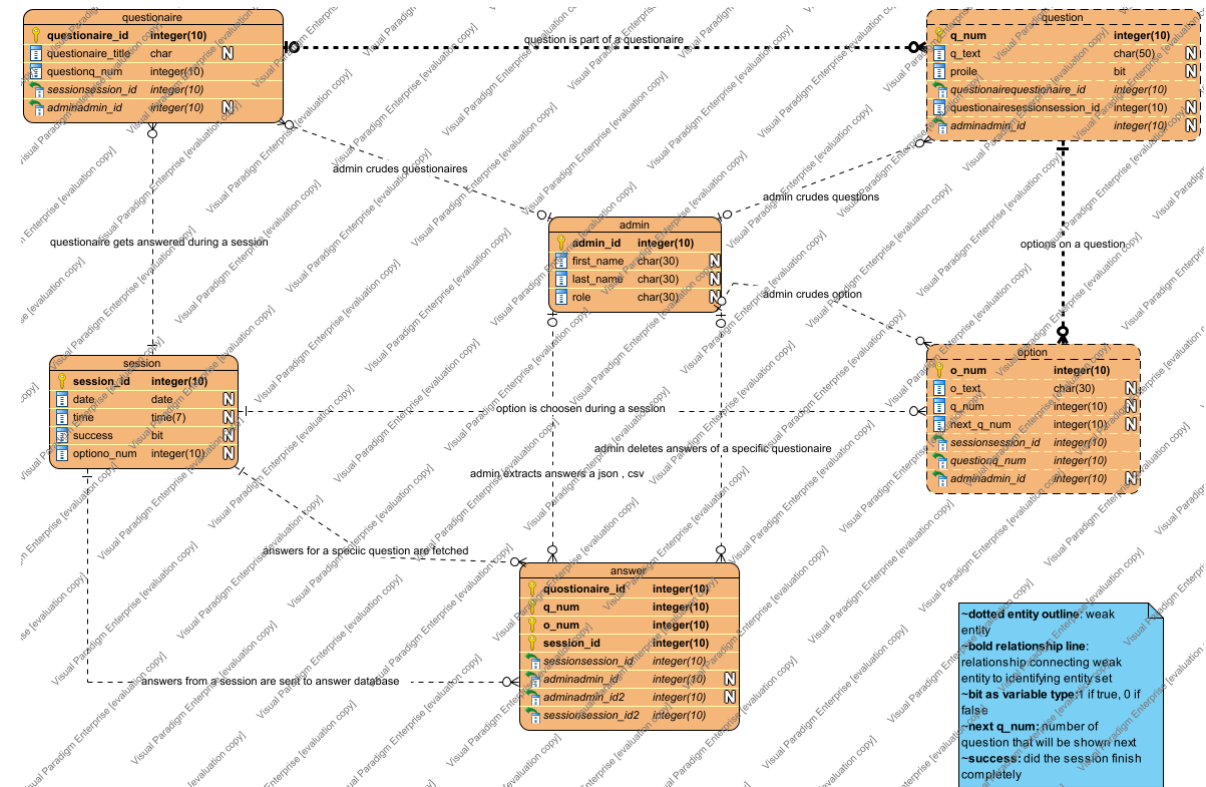 questionaire
questionaire_id integer(10)
questionaire_title char N
questionq_num integer(10)
sessionsession_id integer(10)
adminadmin_id integer(10) N
question is part of a questionaire
question
q_num integer(10)
q_text char(50) N
proile bit N
questionairequestionaire_id integer(10)
questionairesessionsession_id integer(10) N
adminadmin_id integer(10) N
admin crudes questionaires
admin crudes questions
questionaire gets answered during a session
options on a question
admin
admin_id integer(10)
first_name char(30) N
last_name char(30) N
role char(30) N
admin crudes option
session
session_id integer(10)
date date N
time time(7) N
success bit N
optiono_num integer(10) N
option is choosen during a session
option
o_num integer(10)
o_text char(30) N
q_num integer(10) N
next_q_num integer(10) N
sessionsession_id integer(10)
questionq_num integer(10)
adminadmin_id integer(10) N
admin deletes answers of a specific questionaire
admin extracts answers a json , csv
answers for a speciic question are fetched
answers from a session are sent to answer database
answer
quostionaire_id integer(10)
q_num integer(10)
o_num integer(10)
session_id integer(10)
sessionsession_id integer(10)
adminadmin_id integer(10) N
adminadmin_id2 integer(10) N
sessionsession_id2 integer(10)
~dotted entity outline: weak
entity
~bold relationship line:
relationship connecting weak
entity to identifying entity set
~bit as variable type:1 if true, 0 if
false
~next q_num: number of
question that will be shown next
~success: did the session finish
completely
Visual Paradigm Enterprise [evaluation copy]